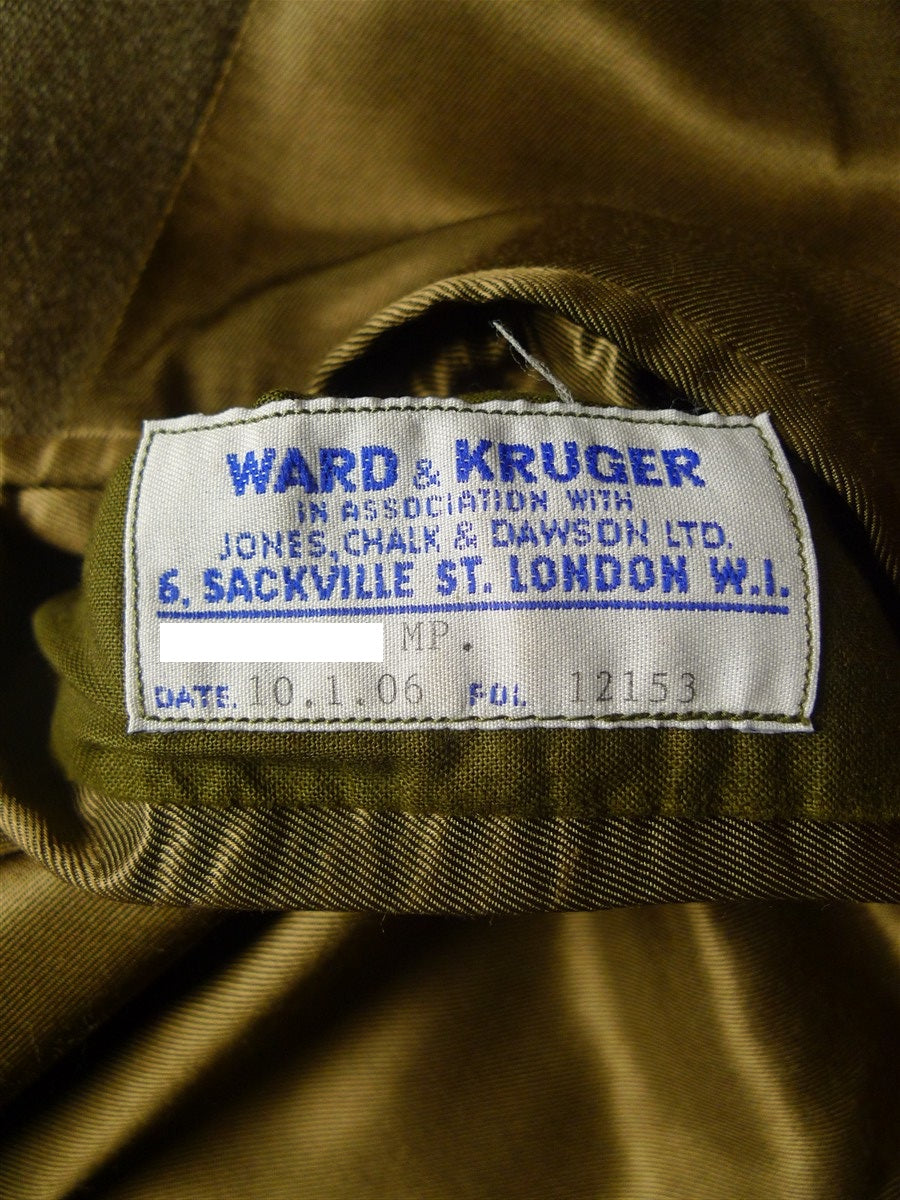 WARD & KRUGER
IN ASSOCIATION WITH
JONES, CHALK & DAWSON LTD.
6, SACKVILLE ST. LONDON W.1.
MP.
DATE 10.1.06 FOL. 12153